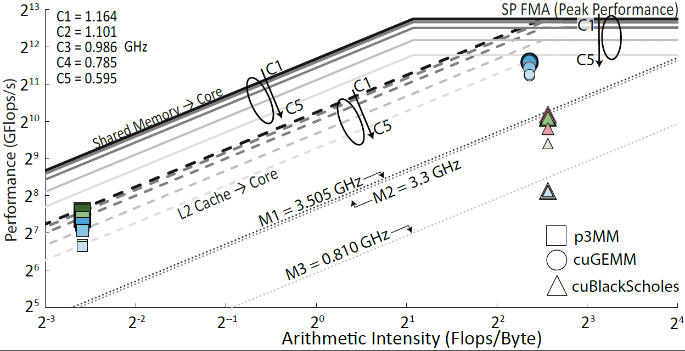 SP FMA (Peak Performance)
C1 = 1.164
C2 = 1.101
C3 = 0.986 GHz
C4 = 0.785
C5 = 0.595
C1
C5
Shared Memory → Core
C1
C5
C1
C5
L2 Cache → Core
M1 = 3.505 GHz
M2 = 3.3 GHz
M3 = 0.810 GHz
p3MM
cuGEMM
cuBlackScholes
Performance (GFlops/s)
2^13
2^12
2^11
2^10
2^9
2^8
2^7
2^6
2^5
2^-3
2^-2
2^-1
2^0
2^1
2^2
2^3
2^4
Arithmetic Intensity (Flops/Byte)